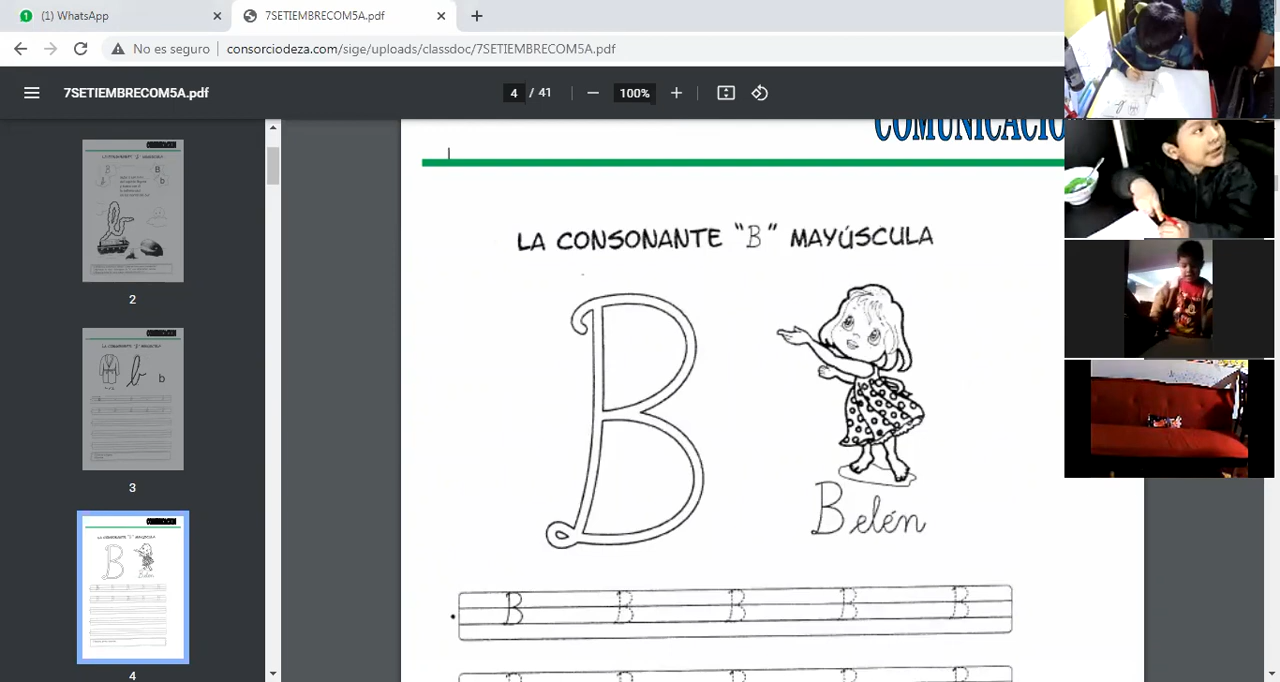 (1) WhatsApp
7SETIEMBRECOM5A.pdf
No es seguro
consorciodeza.com/sige/uploads/classdoc/7SETIEMBRECOM5A.pdf
7SETIEMBRECOM5A.pdf
4 / 41
100%
2
3
4
COMUNICACIO
LA CONSONANTE "B" MAYÚSCULA
B
Belén
B B B B B